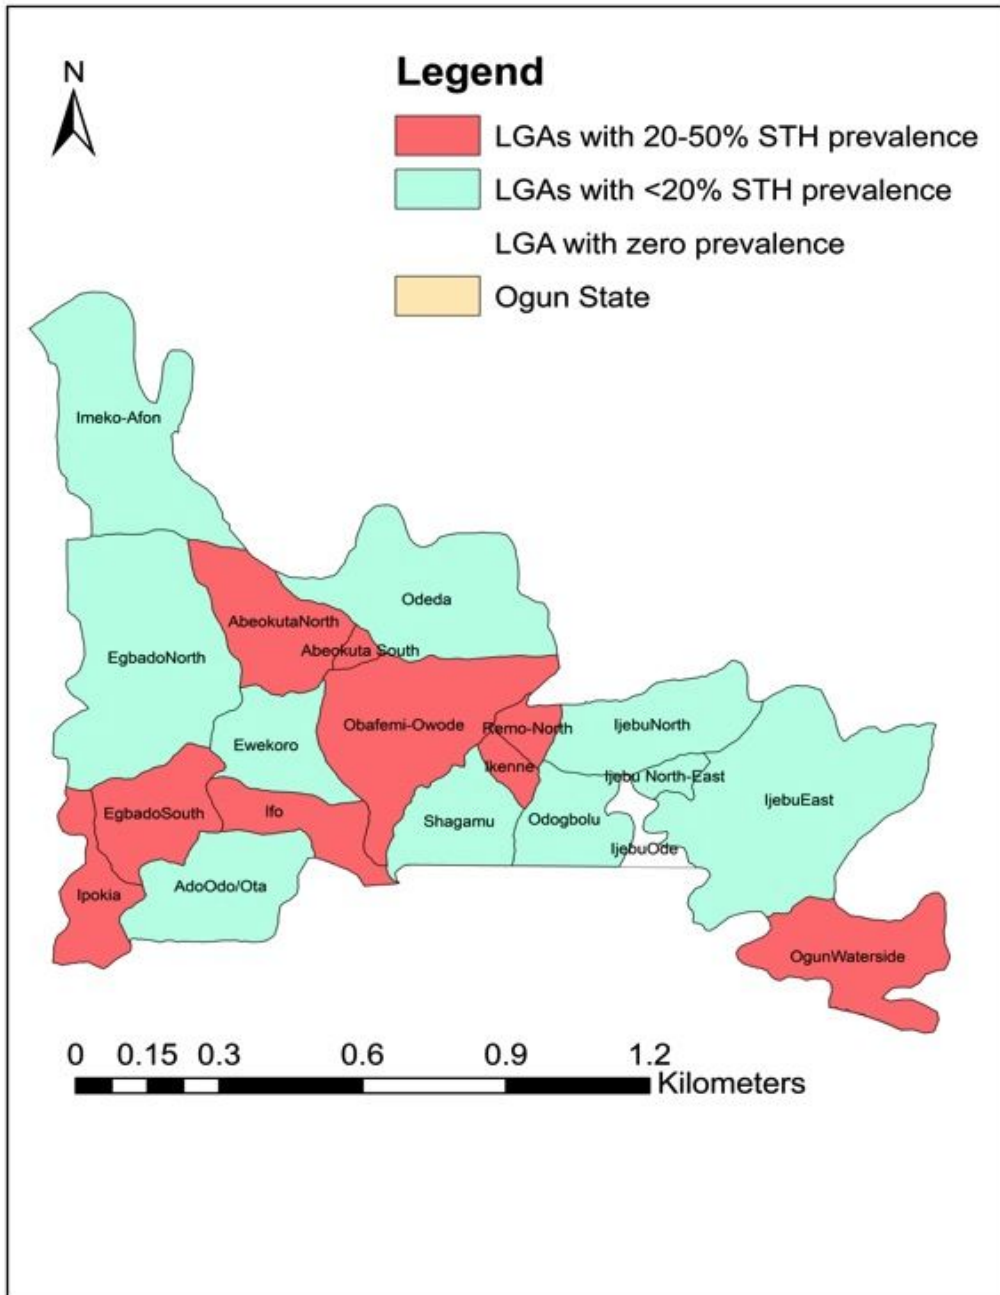 N
Legend
LGAs with 20-50% STH prevalence
LGAs with <20% STH prevalence
LGA with zero prevalence
Ogun State
Imeko-Afon
Odeda
AbeokutaNorth
Abeokuta South
EgbadoNorth
Obafemi-Owode
Remo-North
IjebuNorth
Ewekoro
Ikenne
Ijebu North-East
IjebuEast
EgbadoSouth
Ifo
Shagamu
Odogbolu
IjebuOde
AdoOdo/Ota
Ipokia
OgunWaterside
0 0.15 0.3 0.6 0.9 1.2
Kilometers